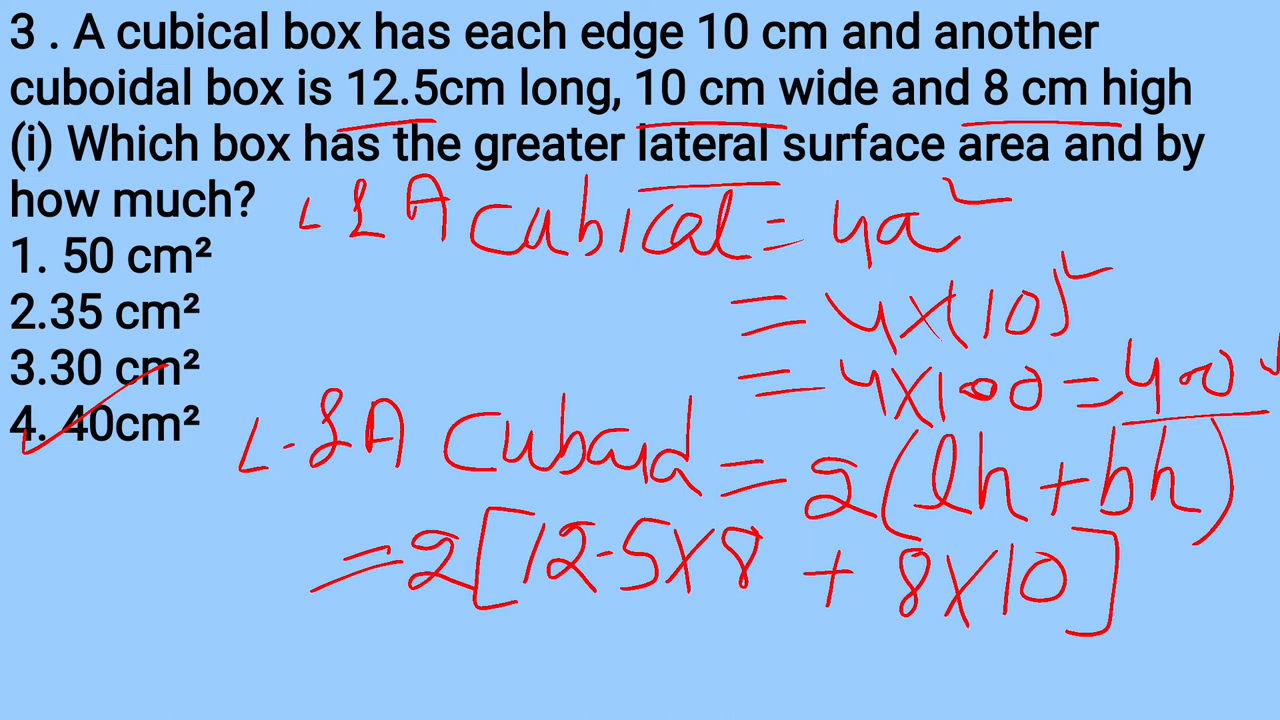 3 . A cubical box has each edge 10 cm and another
cuboidal box is 12.5cm long, 10 cm wide and 8 cm high
(i) Which box has the greater lateral surface area and by
how much?
1. 50 cm²
2.35 cm²
3.30 cm²
4. 40cm²
LSA cubical = 4a²
= 4×(10)²
= 4×100 = 400
L.SA cuboid = 2(lh+bh)
=2[12.5×8 + 8×10]